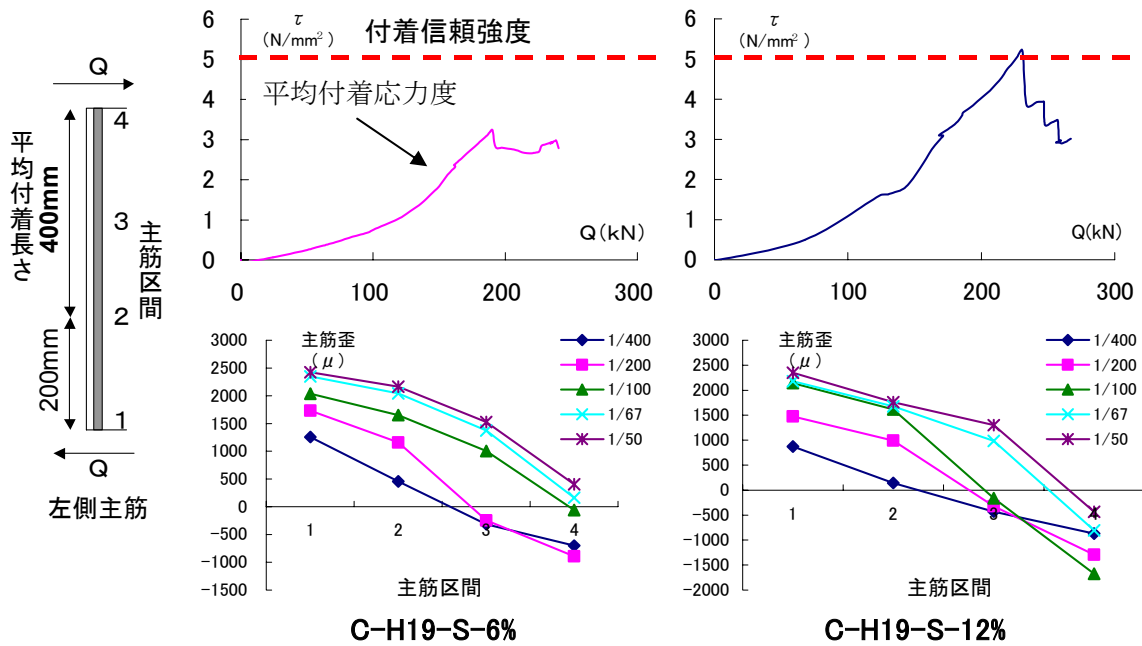 Q
4
3
2
1
平均付着長さ
400mm
200mm
主筋区間
Q
左側主筋
τ
(N/mm²)
付着信頼強度
平均付着応力度
6
5
4
3
2
1
0
Q(kN)
0 100 200 300
τ
(N/mm²)
6
5
4
3
2
1
0
Q(kN)
0 100 200 300
主筋歪
(μ)
3000
2500
2000
1500
1000
500
0
-500
-1000
-1500
1 2 3 4
1/400
1/200
1/100
1/67
1/50
主筋区間
C-H19-S-6%
主筋歪
(μ)
3000
2500
2000
1500
1000
500
0
-500
-1000
-1500
-2000
1 2 3 4
1/400
1/200
1/100
1/67
1/50
主筋区間
C-H19-S-12%